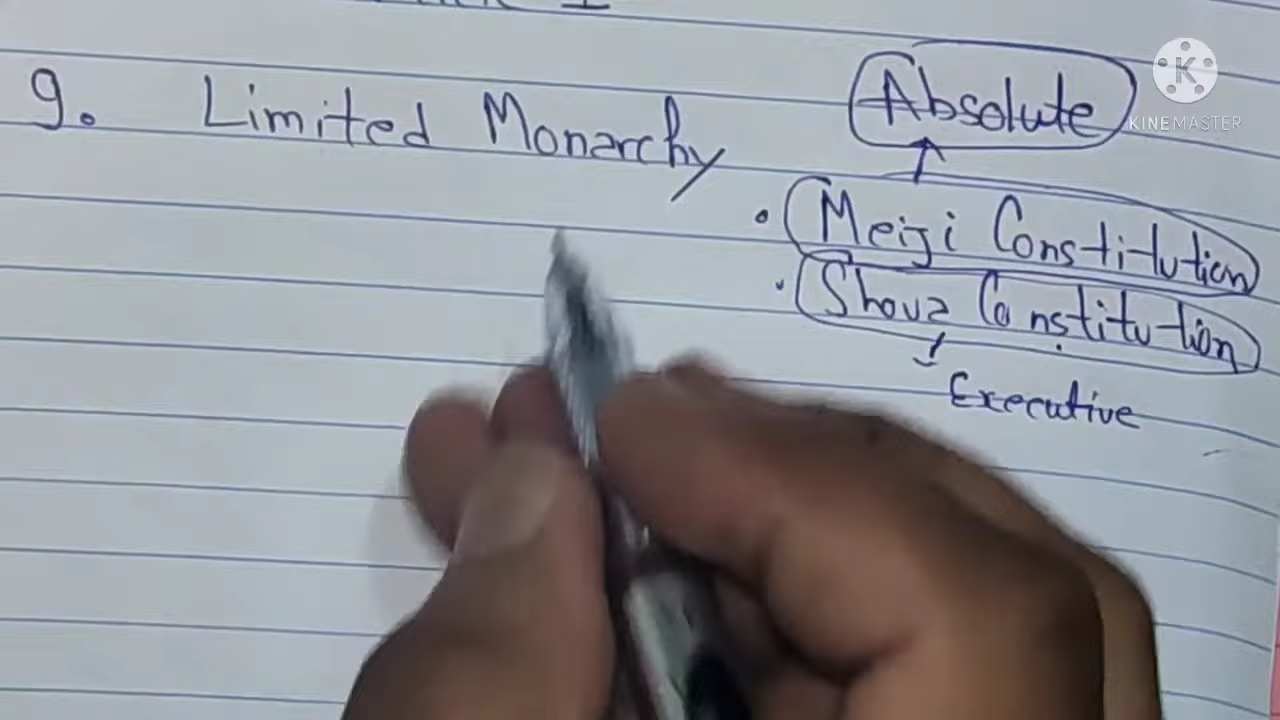 9. Limited Monarchy
Absolute
K
KINEMASTER
• Meiji Constitution
• Showa Constitution
Executive